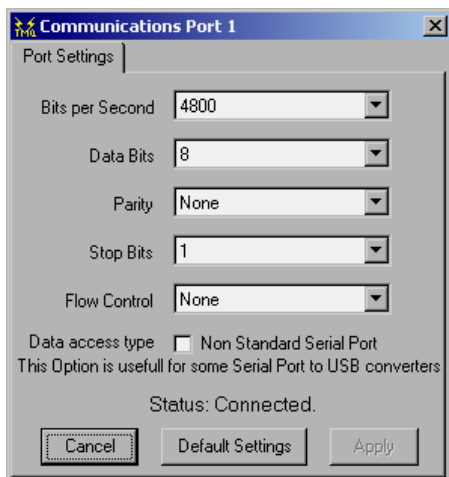 TMQ Communications Port 1
Port Settings
Bits per Second 4800
Data Bits 8
Parity None
Stop Bits 1
Flow Control None
Data access type Non Standard Serial Port
This Option is usefull for some Serial Port to USB converters
Status: Connected.
Cancel Default Settings Apply